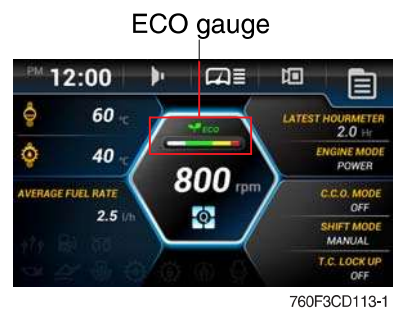 ECO gauge
PM 12:00
60 °C
40 °C
AVERAGE FUEL RATE
2.5 l/h
ECO
800 rpm
LATEST HOURMETER
2.0 Hr
ENGINE MODE
POWER
C.C.O. MODE
OFF
SHIFT MODE
MANUAL
T.C. LOCK UP
OFF
760F3CD113-1